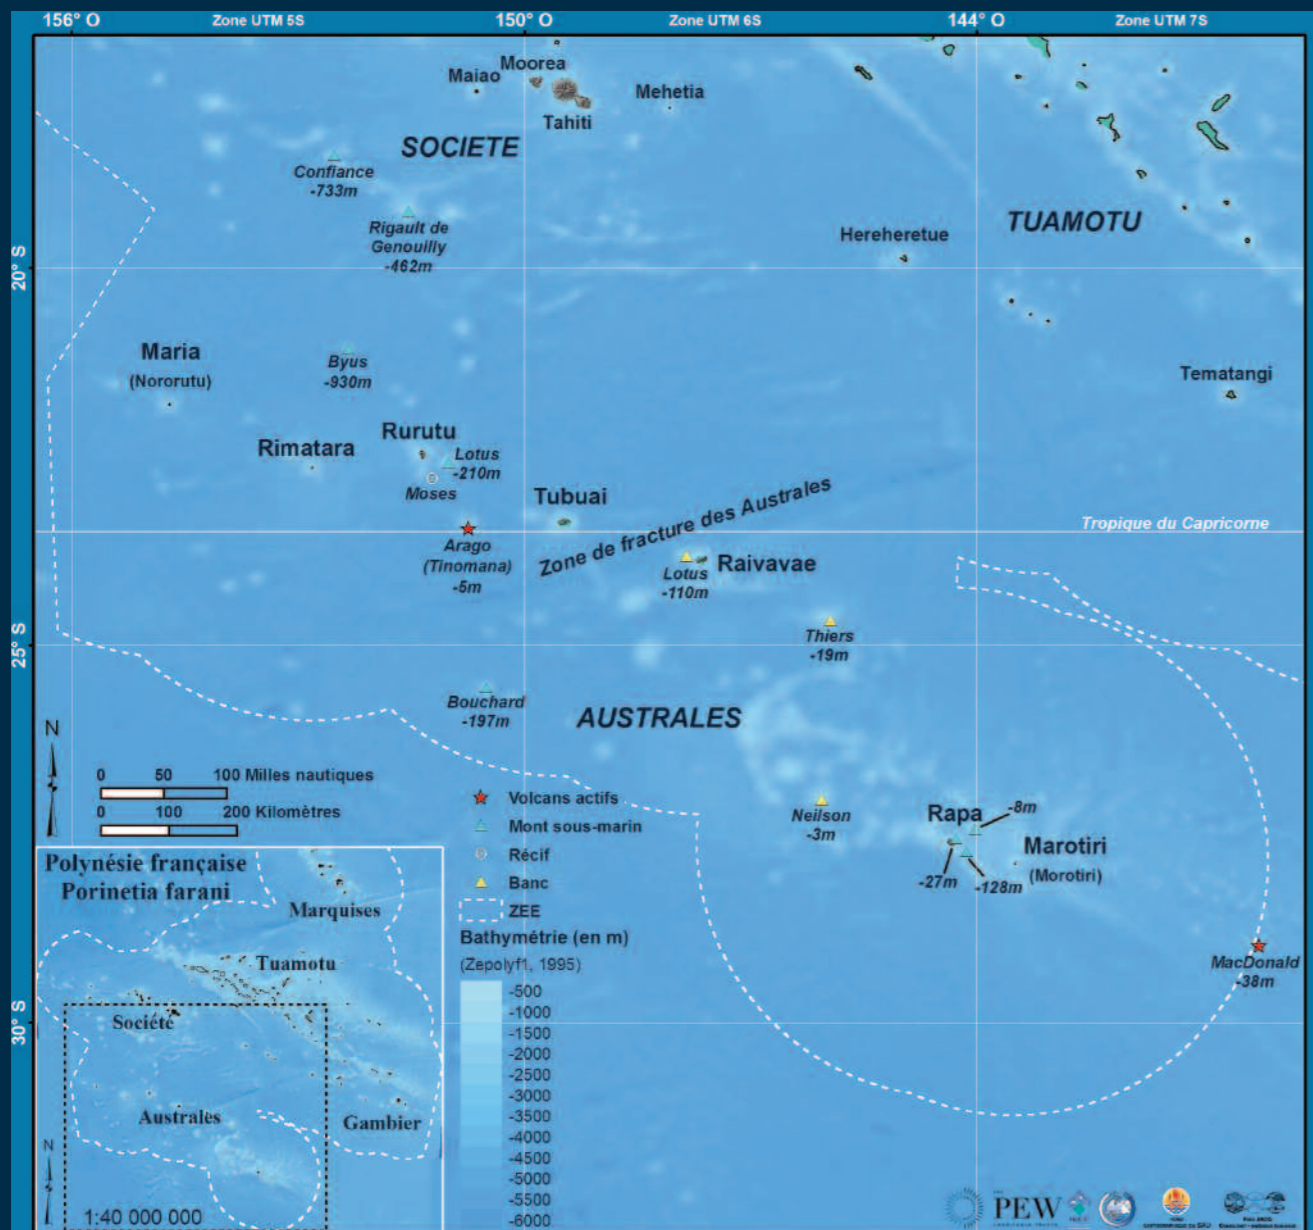 156° O
Zone UTM 5S
150° O
Zone UTM 6S
144° O
Zone UTM 7S
Moorea
Maiao
Mehetia
Tahiti
SOCIETE
Confiance
-733m
Rigault de
Genouilly
-462m
TUAMOTU
Hereheretue
20° S
Maria
(Nororutu)
Byus
-930m
Tematangi
Rurutu
Rimatara
Lotus
-210m
Moses
Tubuai
Zone de fracture des Australes
Tropique du Capricorne
Arago
(Tinomana)
-5m
Raivavae
Lotus
-110m
25° S
Thiers
-19m
Bouchard
-197m
AUSTRALES
N
0 50 100 Milles nautiques
0 100 200 Kilomètres
Neilson
-3m
Rapa
-8m
Marotiri
(Morotiri)
-27m
-128m
MacDonald
-38m
30° S
Volcans actifs
Mont sous-marin
Récif
Banc
ZEE
Bathymétrie (en m)
(Zepolyf1, 1995)
-500
-1000
-1500
-2000
-2500
-3000
-3500
-4000
-4500
-5000
-5500
-6000
Polynésie française
Porinetia farani
Marquises
Tuamotu
Société
Australes
Gambier
N
1:40 000 000
PEW